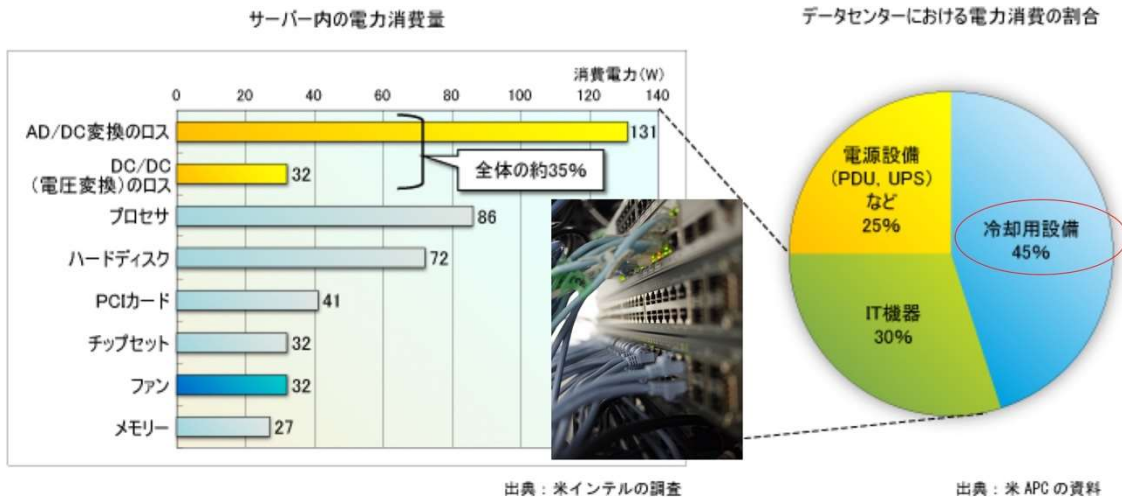 サーバー内の電力消費量
消費電力(W)
0 20 40 60 80 100 120 140
AD/DC変換のロス
131
DC/DC
(電圧変換)のロス
32
全体の約35%
プロセサ
86
ハードディスク
72
PCIカード
41
チップセット
32
ファン
32
メモリー
27
出典：米インテルの調査
データセンターにおける電力消費の割合
電源設備
(PDU, UPS)
など
25%
冷却用設備
45%
IT機器
30%
出典：米 APC の資料